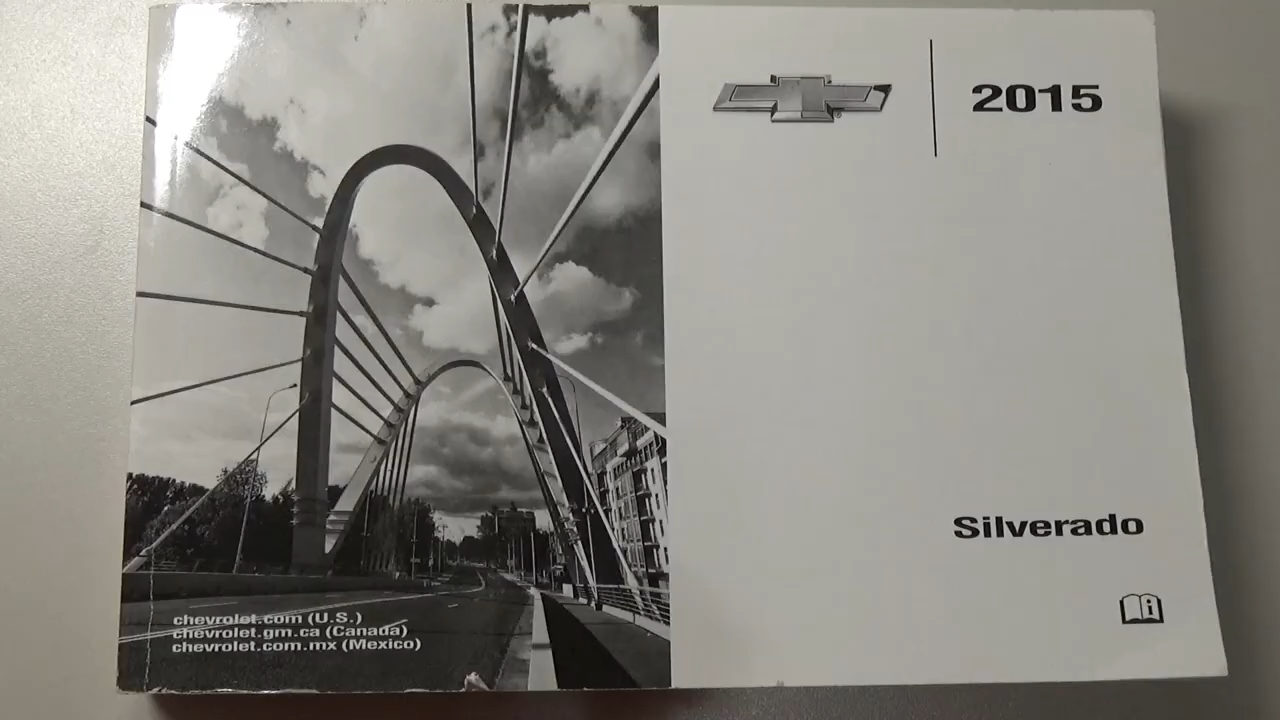 2015
Silverado
chevrolet.com (U.S.)
chevrolet.gm.ca (Canada)
chevrolet.com.mx (Mexico)